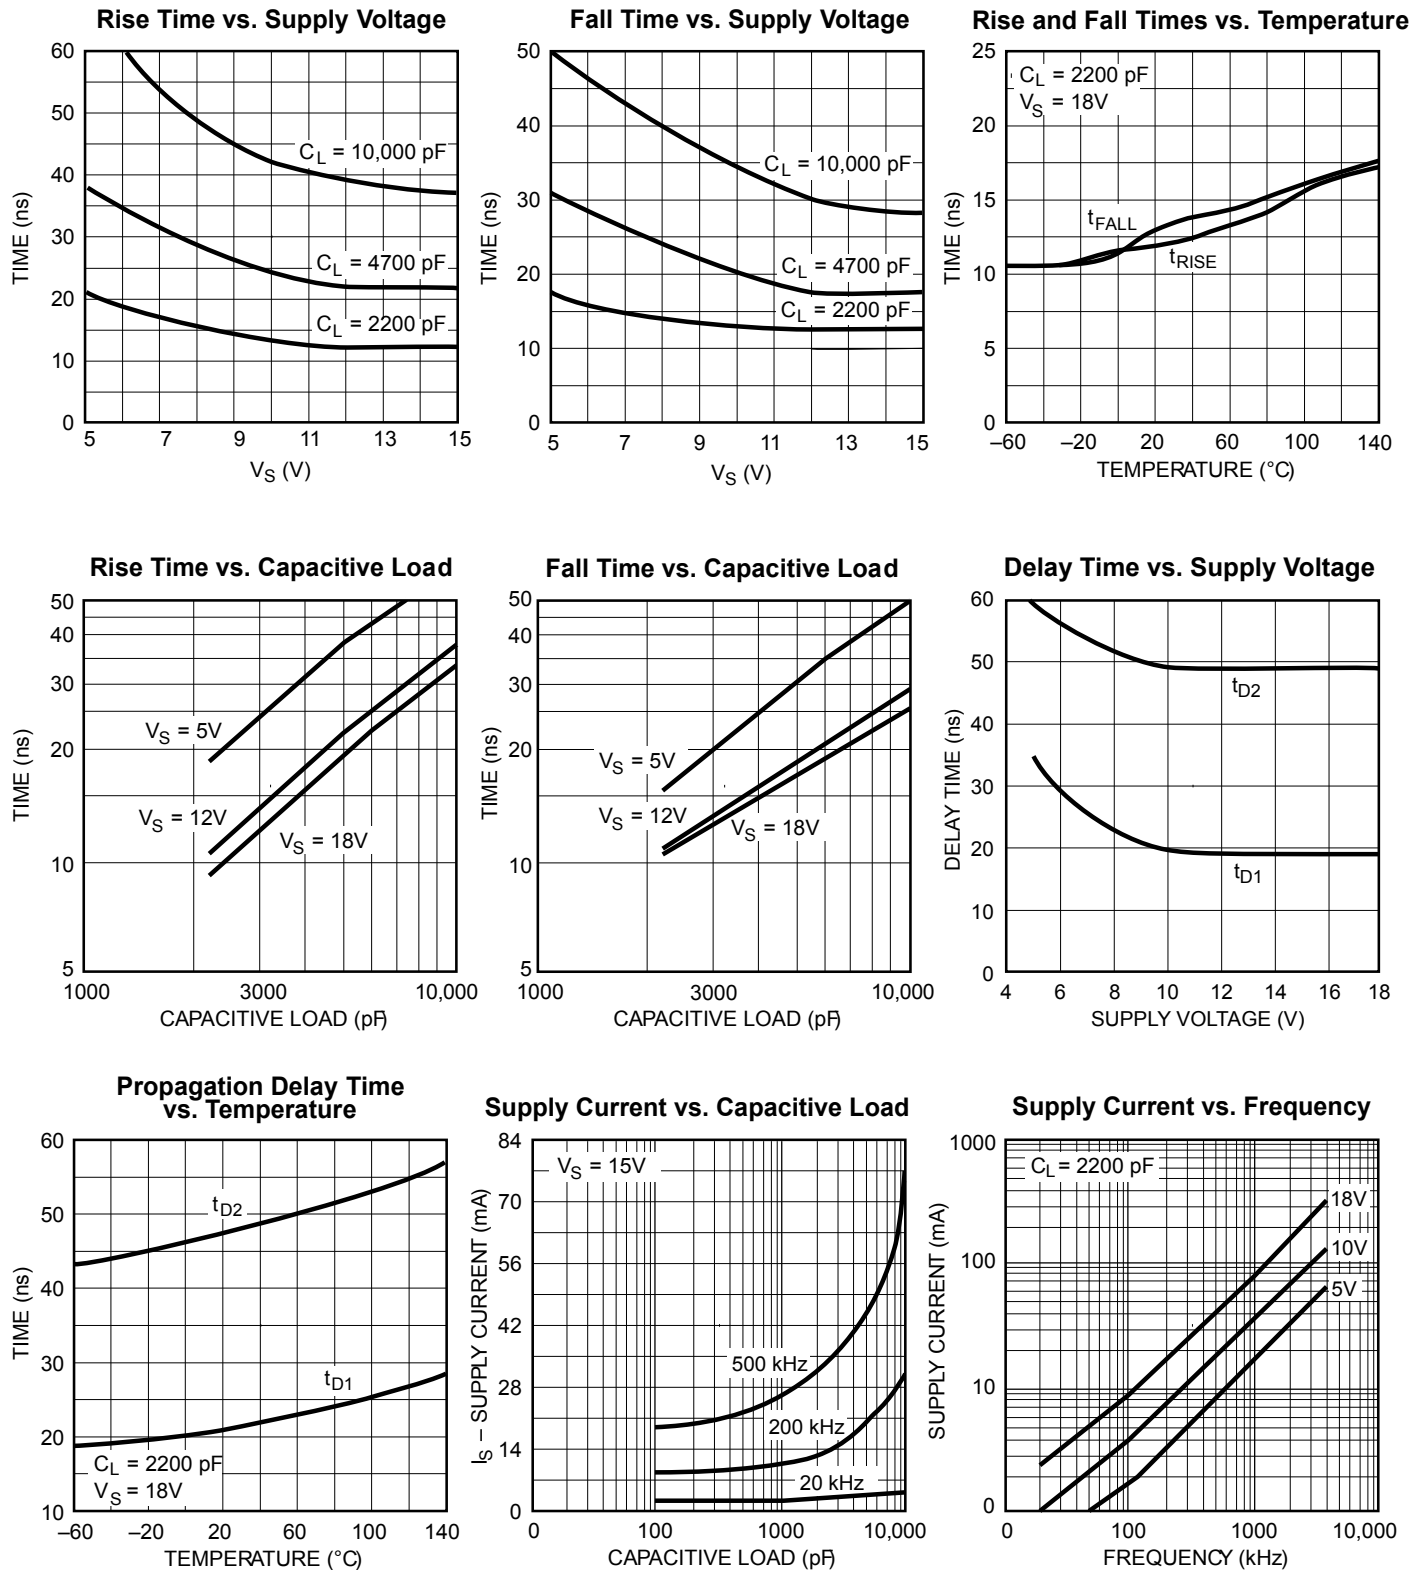 Rise Time vs. Supply Voltage
60
50
40
30
20
10
0
TIME (ns)
C_L = 10,000 pF
C_L = 4700 pF
C_L = 2200 pF
5 7 9 11 13 15
V_S (V)
Fall Time vs. Supply Voltage
50
40
30
20
10
0
TIME (ns)
C_L = 10,000 pF
C_L = 4700 pF
C_L = 2200 pF
5 7 9 11 13 15
V_S (V)
Rise and Fall Times vs. Temperature
25
20
15
10
5
0
TIME (ns)
C_L = 2200 pF
V_S = 18V
t_FALL
t_RISE
–60 –20 20 60 100 140
TEMPERATURE (°C)
Rise Time vs. Capacitive Load
50
40
30
20
10
5
TIME (ns)
V_S = 5V
V_S = 12V
V_S = 18V
1000 3000 10,000
CAPACITIVE LOAD (pF)
Fall Time vs. Capacitive Load
50
40
30
20
10
5
TIME (ns)
V_S = 5V
V_S = 12V
V_S = 18V
1000 3000 10,000
CAPACITIVE LOAD (pF)
Delay Time vs. Supply Voltage
60
50
40
30
20
10
0
DELAY TIME (ns)
t_D2
t_D1
4 6 8 10 12 14 16 18
SUPPLY VOLTAGE (V)
Propagation Delay Time
vs. Temperature
60
50
40
30
20
10
TIME (ns)
t_D2
t_D1
C_L = 2200 pF
V_S = 18V
–60 –20 20 60 100 140
TEMPERATURE (°C)
Supply Current vs. Capacitive Load
84
70
56
42
28
14
0
I_S – SUPPLY CURRENT (mA)
V_S = 15V
500 kHz
200 kHz
20 kHz
0 100 1000 10,000
CAPACITIVE LOAD (pF)
Supply Current vs. Frequency
1000
100
10
0
SUPPLY CURRENT (mA)
C_L = 2200 pF
18V
10V
5V
0 100 1000 10,000
FREQUENCY (kHz)